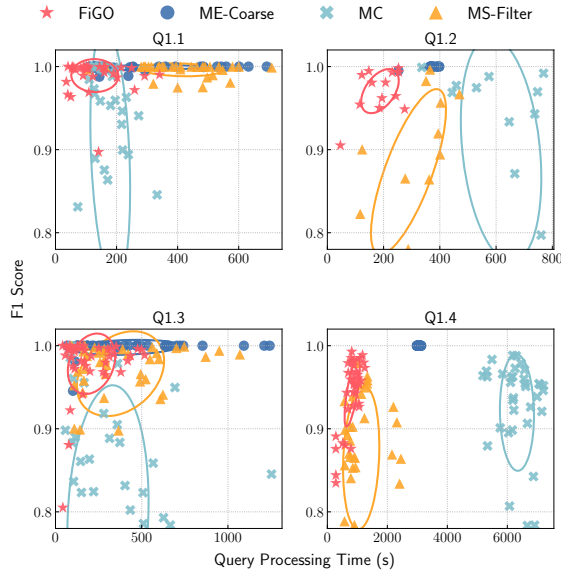 FiGO ME-Coarse MC MS-Filter
Q1.1 Q1.2
1.0 1.0
0.9 0.9
0.8 0.8
0 200 400 600 0 200 400 600 800
F1 Score
Q1.3 Q1.4
1.0 1.0
0.9 0.9
0.8 0.8
0 500 1000 0 2000 4000 6000
Query Processing Time (s)